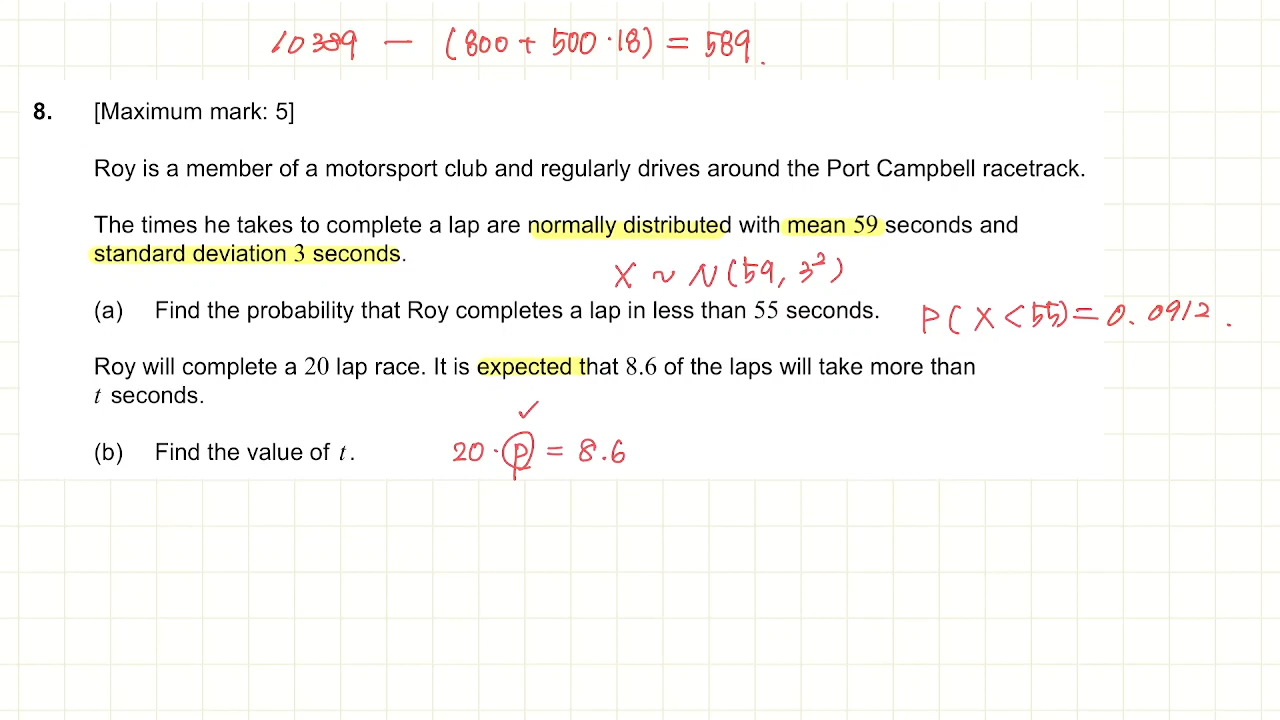 10389 — (800 + 500·18) = 589.
8. [Maximum mark: 5]
Roy is a member of a motorsport club and regularly drives around the Port Campbell racetrack.
The times he takes to complete a lap are normally distributed with mean 59 seconds and
standard deviation 3 seconds.
X ~ N(59, 3²)
(a) Find the probability that Roy completes a lap in less than 55 seconds. P(X < 55) = 0.0912.
Roy will complete a 20 lap race. It is expected that 8.6 of the laps will take more than
t seconds.
✓
(b) Find the value of t. 20·p = 8.6